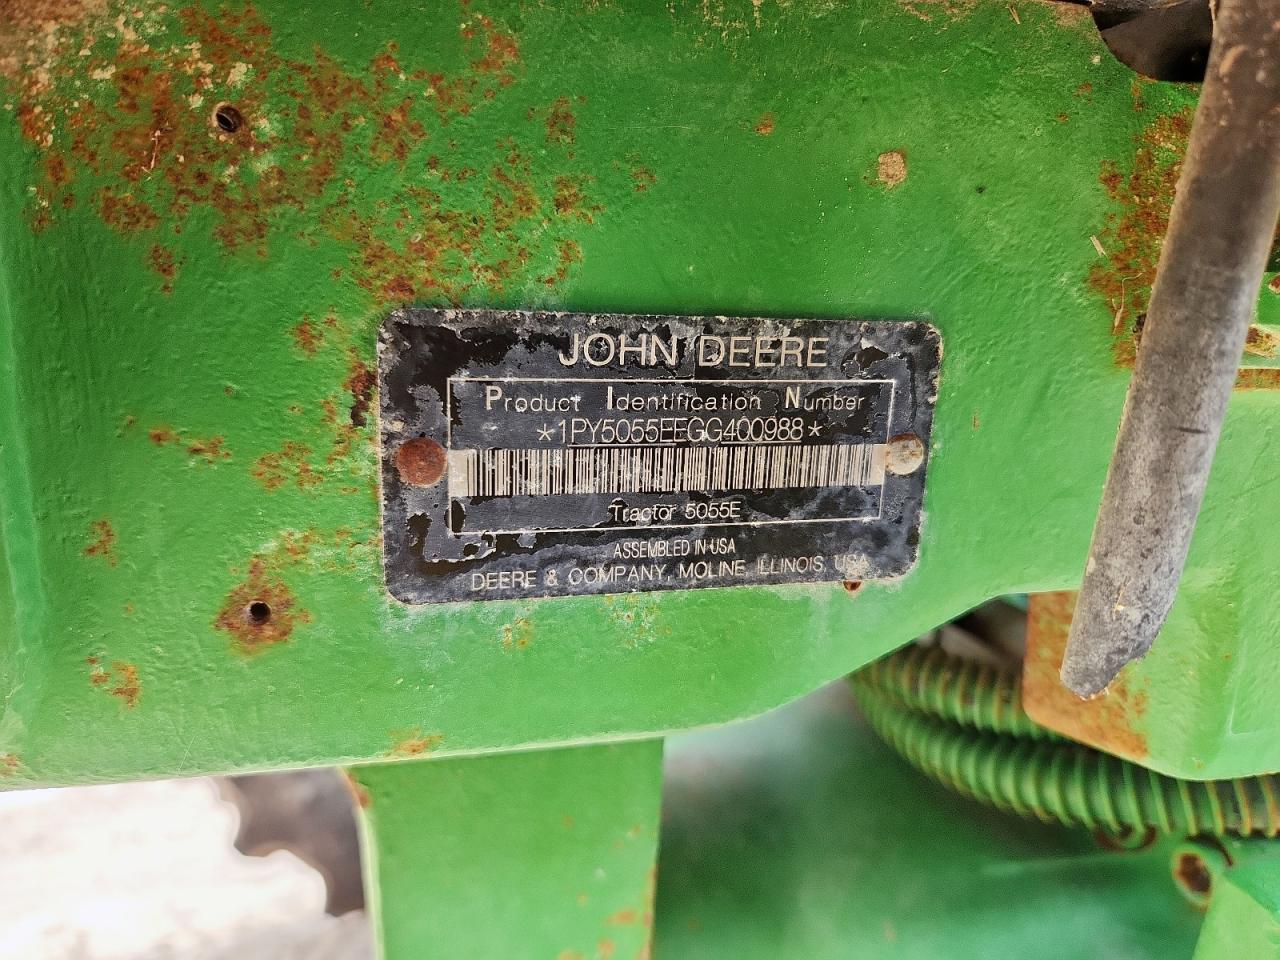 JOHN DEERE
Product Identification Number
*1PY5055EEGG400988*
Tractor 5055E
ASSEMBLED IN USA
DEERE & COMPANY, MOLINE, ILLINOIS, USA